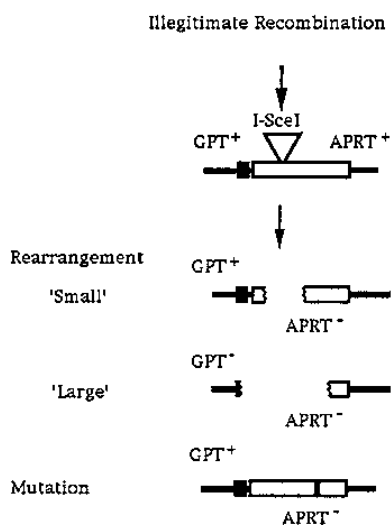 Illegitimate Recombination
I-SceI
GPT+ APRT+
Rearrangement
GPT+
'Small'
APRT-
GPT-
'Large'
APRT-
GPT+
Mutation
APRT-